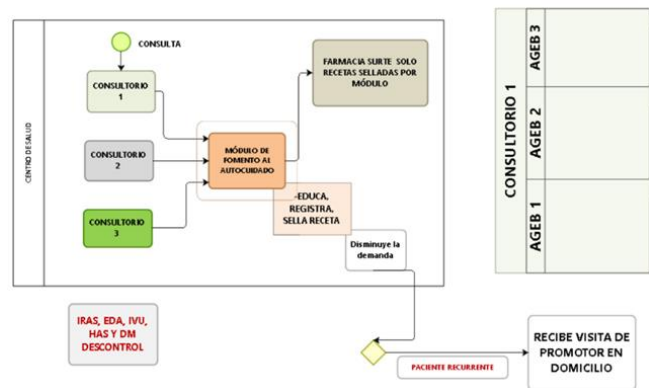 CENTRO DE SALUD
CONSULTA
CONSULTORIO
1
CONSULTORIO
2
CONSULTORIO
3
MÓDULO DE
FOMENTO AL
AUTOCUIDADO
FARMACIA SURTE SOLO
RECETAS SELLADAS POR
MÓDULO
-EDUCA,
REGISTRA,
SELLA RECETA
Disminuye la
demanda
IRAS, EDA, IVU,
HAS Y DM
DESCONTROL
PACIENTE RECURRENTE
RECIBE VISITA DE
PROMOTOR EN
DOMICILIO
CONSULTORIO 1
AGEB 3
AGEB 2
AGEB 1